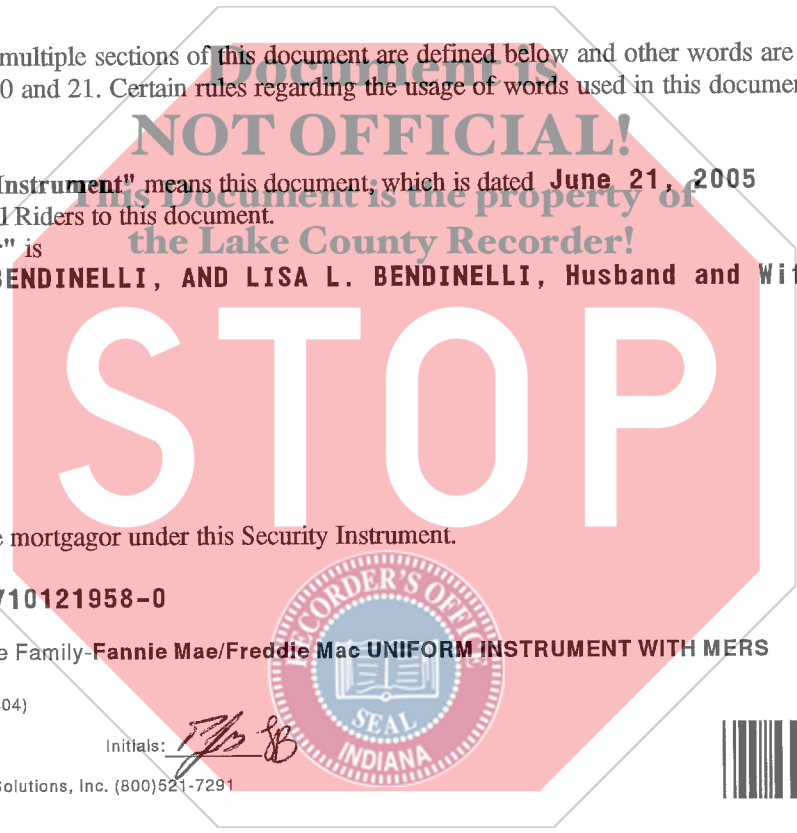 multiple sections of this document are defined below and other words are
Document is
0 and 21. Certain rules regarding the usage of words used in this documen
NOT OFFICIAL!
Instrument" means this document, which is dated June 21, 2005
This Document is the property of
l Riders to this document.
" is
the Lake County Recorder!
BENDINELLI, AND LISA L. BENDINELLI, Husband and Wif
STOP
e mortgagor under this Security Instrument.
710121958-0
e Family-Fannie Mae/Freddie Mac UNIFORM INSTRUMENT WITH MERS
04)
Initials:
Solutions, Inc. (800)521-7291
RECORDER'S OFFICE
SEAL
INDIANA